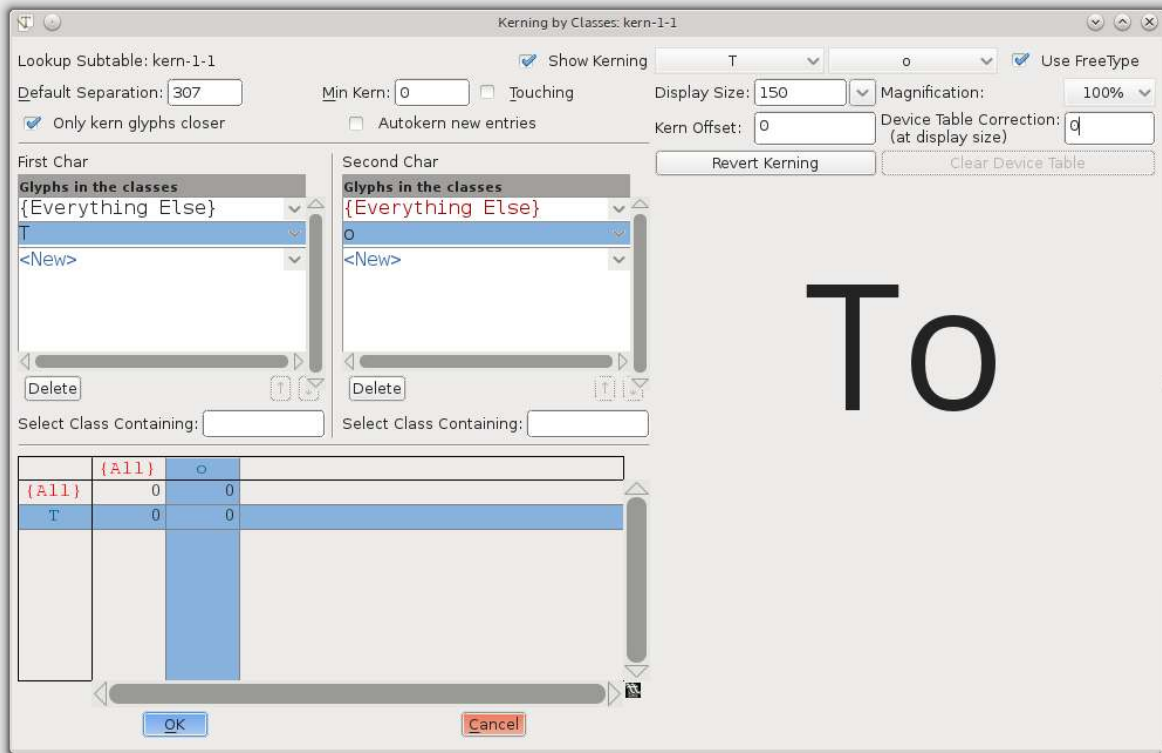 Kerning by Classes: kern-1-1
Lookup Subtable: kern-1-1
Show Kerning T o Use FreeType
Default Separation: 307 Min Kern: 0 Touching
Display Size: 150 Magnification: 100%
Only kern glyphs closer Autokern new entries
Kern Offset: 0 Device Table Correction: 0
(at display size)
Revert Kerning Clear Device Table
First Char
Glyphs in the classes
{Everything Else}
T
<New>
Delete
Select Class Containing:
Second Char
Glyphs in the classes
{Everything Else}
o
<New>
Delete
Select Class Containing:
To
{All} o
{All} 0 0
T 0 0
OK Cancel